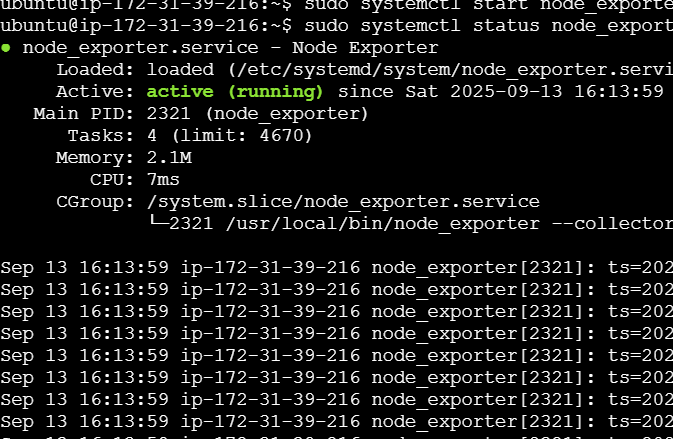 ubuntu@ip-172-31-39-216:~$ sudo systemctl start node_exporte
ubuntu@ip-172-31-39-216:~$ sudo systemctl status node_export
● node_exporter.service - Node Exporter
Loaded: loaded (/etc/systemd/system/node_exporter.servi
Active: active (running) since Sat 2025-09-13 16:13:59
Main PID: 2321 (node_exporter)
Tasks: 4 (limit: 4670)
Memory: 2.1M
CPU: 7ms
CGroup: /system.slice/node_exporter.service
└─2321 /usr/local/bin/node_exporter --collector
Sep 13 16:13:59 ip-172-31-39-216 node_exporter[2321]: ts=202
Sep 13 16:13:59 ip-172-31-39-216 node_exporter[2321]: ts=202
Sep 13 16:13:59 ip-172-31-39-216 node_exporter[2321]: ts=202
Sep 13 16:13:59 ip-172-31-39-216 node_exporter[2321]: ts=202
Sep 13 16:13:59 ip-172-31-39-216 node_exporter[2321]: ts=202
Sep 13 16:13:59 ip-172-31-39-216 node_exporter[2321]: ts=202
Sep 13 16:13:59 ip-172-31-39-216 node_exporter[2321]: ts=202
Sep 13 16:13:59 ip-172-31-39-216 node_exporter[2321]: ts=202